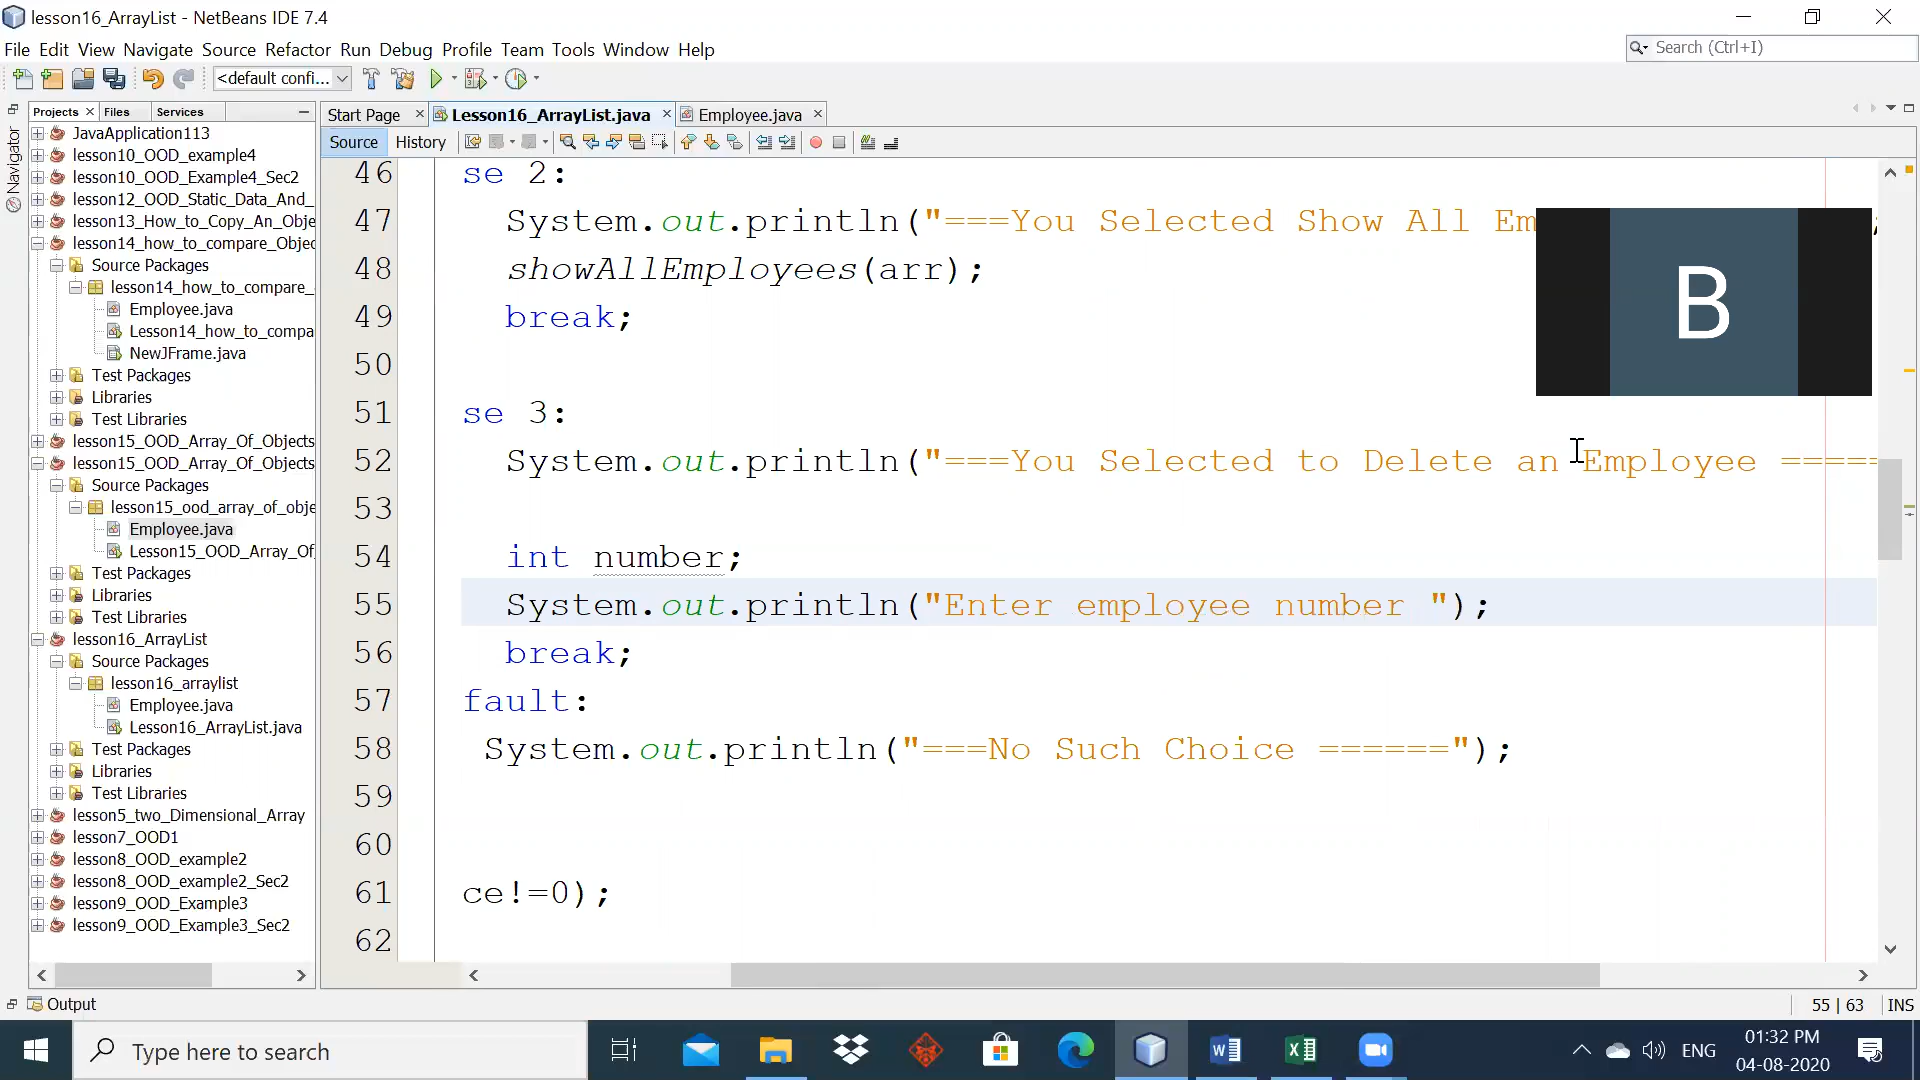 lesson16_ArrayList - NetBeans IDE 7.4
File Edit View Navigate Source Refactor Run Debug Profile Team Tools Window Help
Search (Ctrl+I)
<default confi...
Projects Files Services
Start Page Lesson16_ArrayList.java Employee.java
Source History
Navigator
JavaApplication113
lesson10_OOD_example4
lesson10_OOD_Example4_Sec2
lesson12_OOD_Static_Data_And_
lesson13_How_to_Copy_An_Obje
lesson14_how_to_compare_Objec
Source Packages
lesson14_how_to_compare_
Employee.java
Lesson14_how_to_compa
NewJFrame.java
Test Packages
Libraries
Test Libraries
lesson15_OOD_Array_Of_Objects
lesson15_OOD_Array_Of_Objects
Source Packages
lesson15_ood_array_of_obje
Employee.java
Lesson15_OOD_Array_Of
Test Packages
Libraries
Test Libraries
lesson16_ArrayList
Source Packages
lesson16_arraylist
Employee.java
Lesson16_ArrayList.java
Test Packages
Libraries
Test Libraries
lesson5_two_Dimensional_Array
lesson7_OOD1
lesson8_OOD_example2
lesson8_OOD_example2_Sec2
lesson9_OOD_Example3
lesson9_OOD_Example3_Sec2
46 se 2:
47 System.out.println("===You Selected Show All Em
48 showAllEmployees(arr);
49 break;
50
51 se 3:
52 System.out.println("===You Selected to Delete an Employee =====
53
54 int number;
55 System.out.println("Enter employee number ");
56 break;
57 fault:
58 System.out.println("===No Such Choice ======");
59
60
61 ce!=0);
62
B
Output
55 | 63 INS
Type here to search
ENG
01:32 PM
04-08-2020